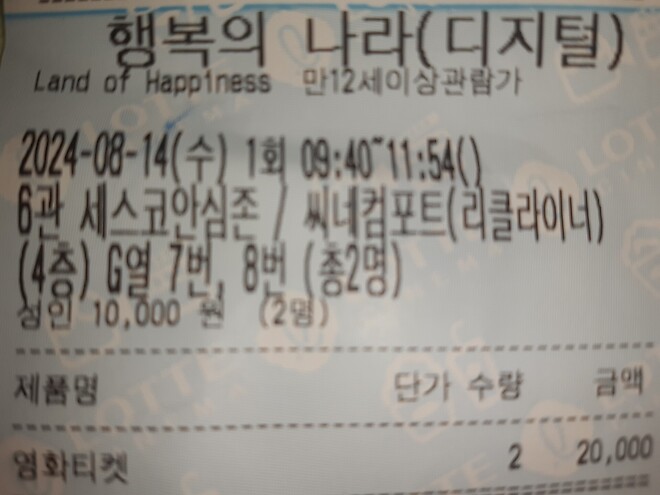 행복의 나라(디지털)
Land of Happiness 만12세이상관람가
2024-08-14(수) 1회 09:40~11:54()
6관 세스코안심존 / 씨네컴포트(리클라이너)
(4층) G열 7번, 8번 (총2명)
성인 10,000 원 (2명)
제품명 단가 수량 금액
영화티켓 2 20,000